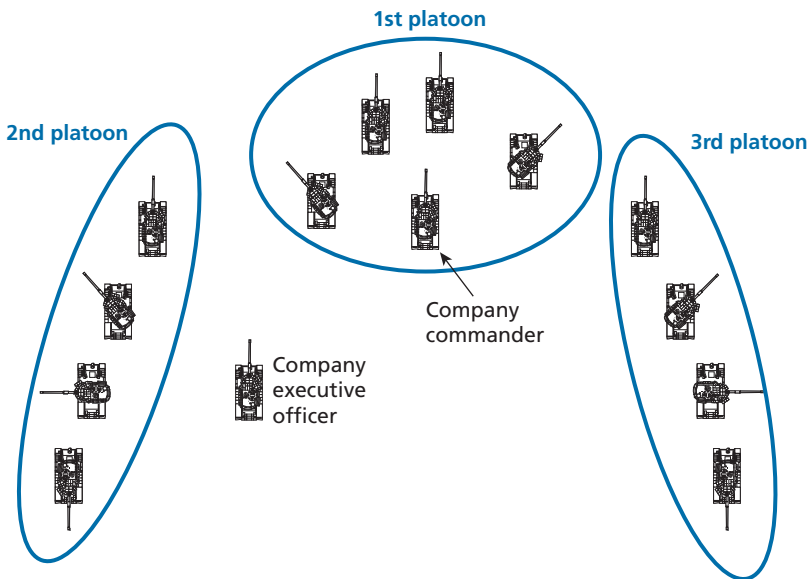 1st platoon
2nd platoon
3rd platoon
Company
commander
Company
executive
officer